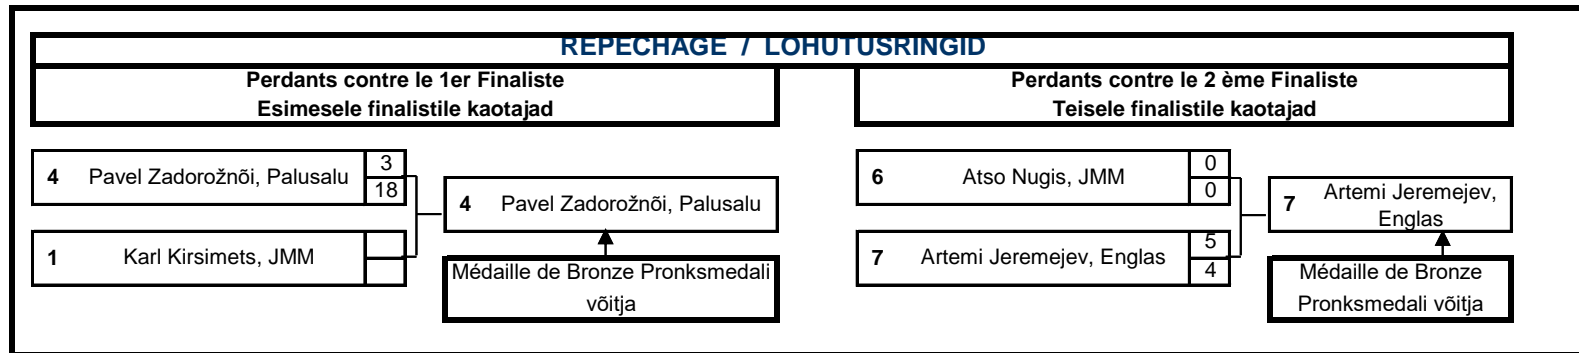 REPECHAGE / LOHUTUSRINGID
Perdants contre le 1er Finaliste
Esimesele finalistile kaotajad
Perdants contre le 2 ème Finaliste
Teisele finalistile kaotajad
4 Pavel Zadorožnõi, Palusalu 3
18
4 Pavel Zadorožnõi, Palusalu
1 Karl Kirsimets, JMM
Médaille de Bronze Pronksmedali
võitja
6 Atso Nugis, JMM 0
0
7 Artemi Jeremejev,
Englas
7 Artemi Jeremejev, Englas 5
4
Médaille de Bronze
Pronksmedali võitja